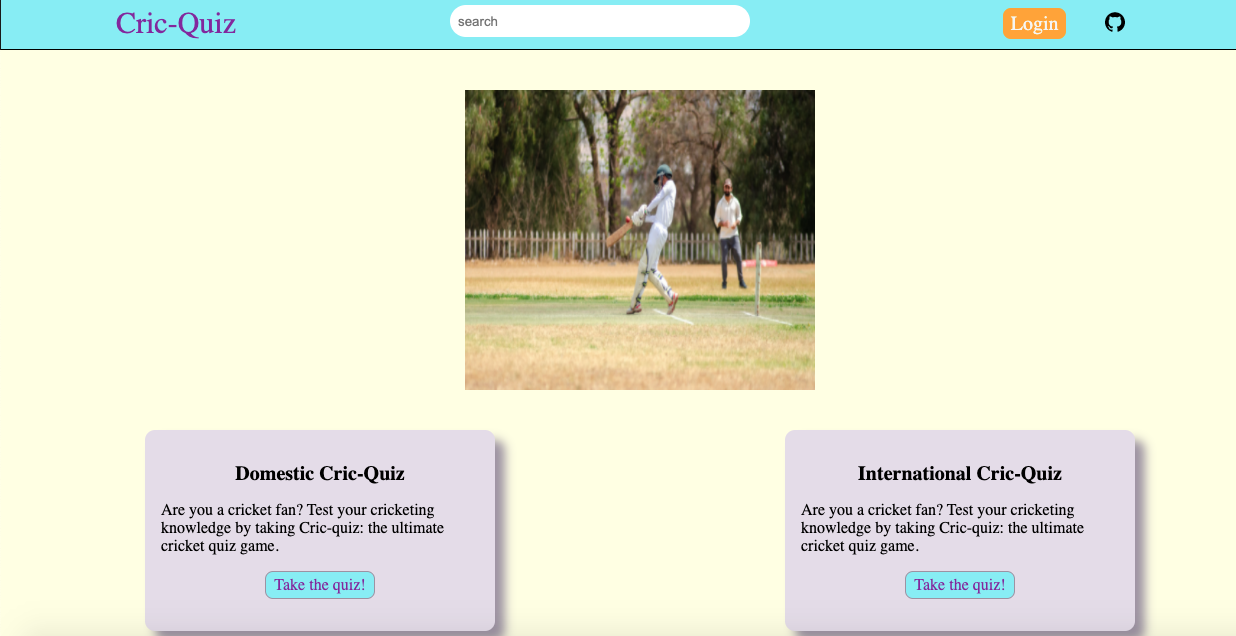 Cric-Quiz
search
Login
Domestic Cric-Quiz
Are you a cricket fan? Test your cricketing
knowledge by taking Cric-quiz: the ultimate
cricket quiz game.
Take the quiz!
International Cric-Quiz
Are you a cricket fan? Test your cricketing
knowledge by taking Cric-quiz: the ultimate
cricket quiz game.
Take the quiz!